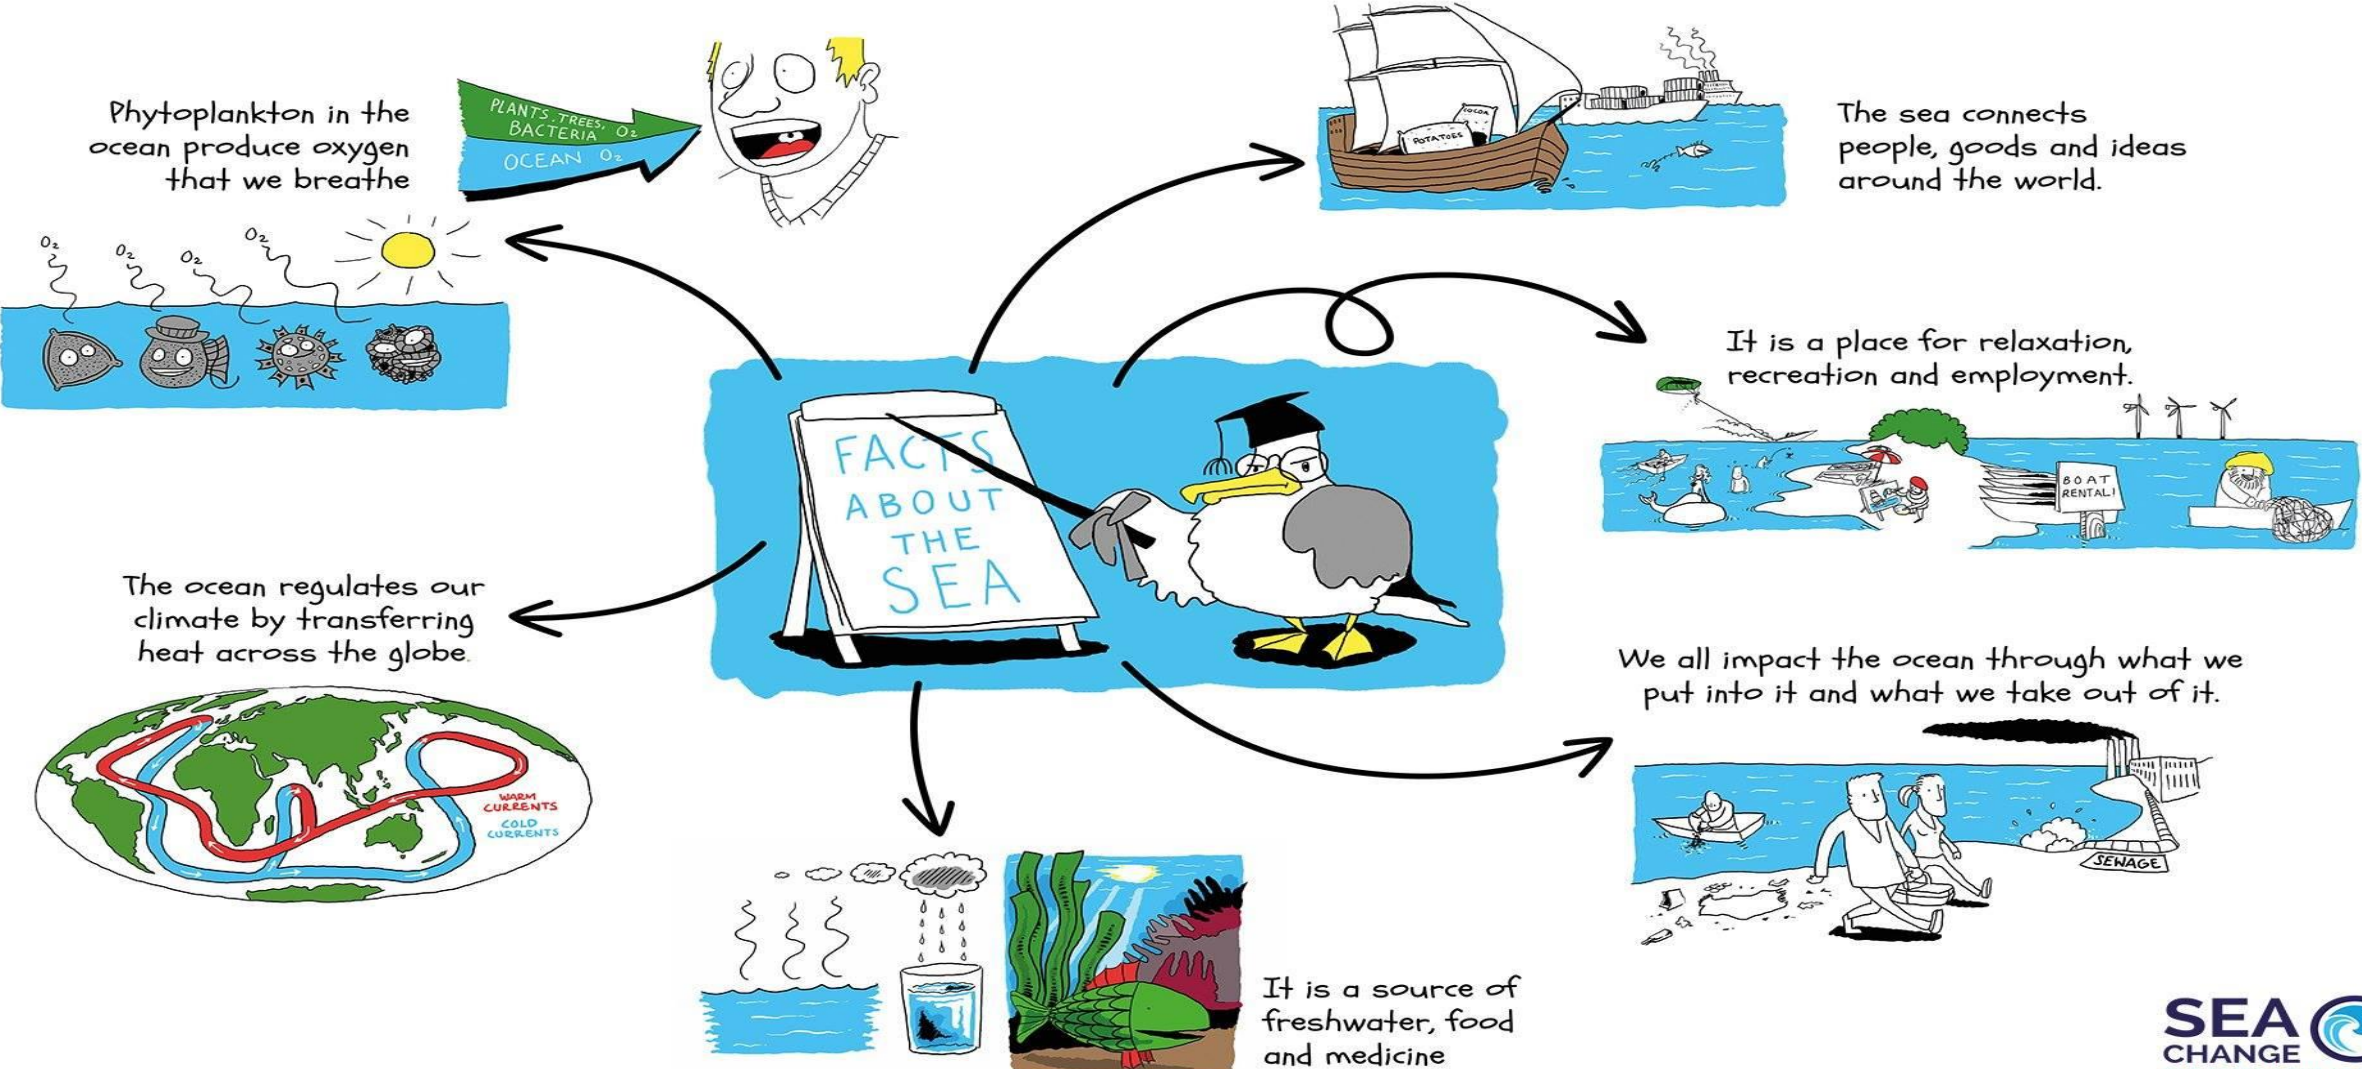 Phytoplankton in the
ocean produce oxygen
that we breathe
PLANTS, TREES,
BACTERIA O₂
OCEAN O₂
O₂
O₂
O₂
O₂
COCOA
POTATOES
The sea connects
people, goods and ideas
around the world.
It is a place for relaxation,
recreation and employment.
BOAT
RENTAL!
FACTS
ABOUT
THE
SEA
The ocean regulates our
climate by transferring
heat across the globe.
WARM
CURRENTS
COLD
CURRENTS
We all impact the ocean through what we
put into it and what we take out of it.
SEWAGE
It is a source of
freshwater, food
and medicine
SEA
CHANGE